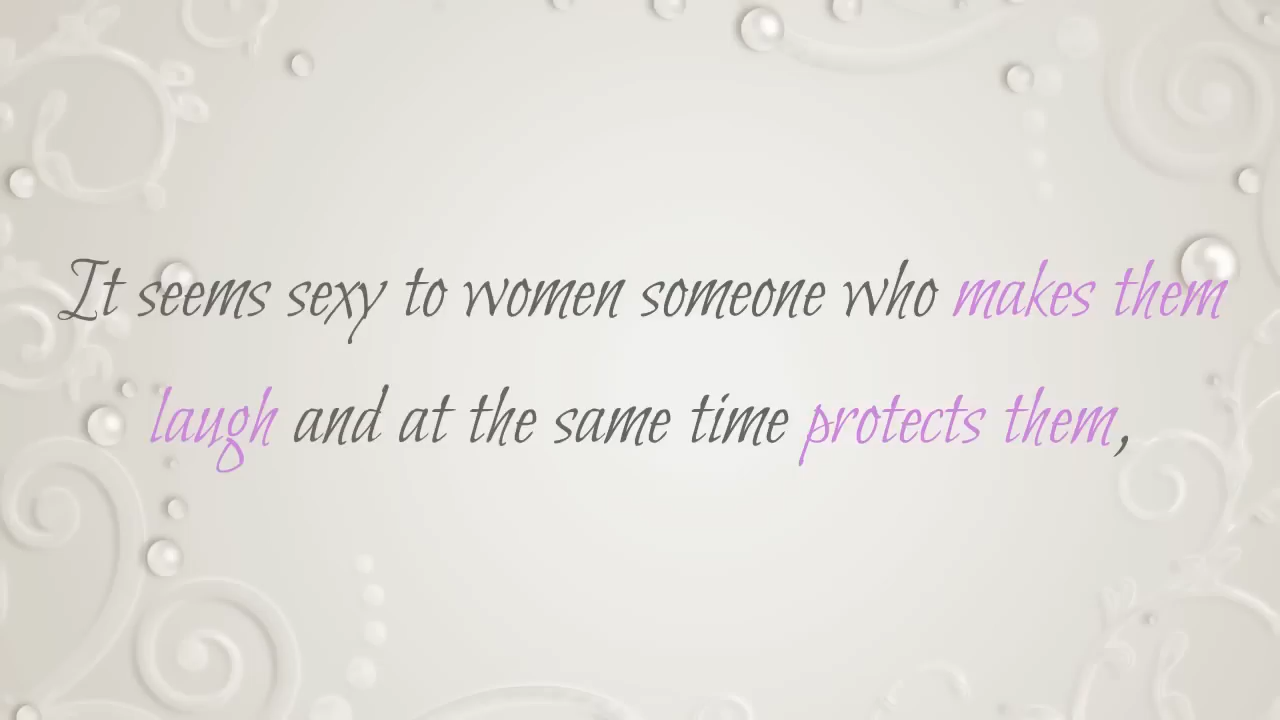 It seems sexy to women someone who makes them
laugh and at the same time protects them,